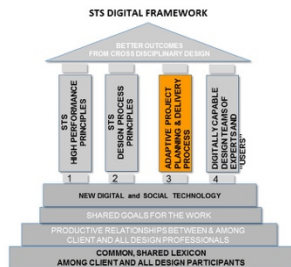 STS DIGITAL FRAMEWORK
BETTER OUTCOMES
FROM CROSS DISCIPLINARY DESIGN
STS
HIGH PERFORMANCE
PRINCIPLES
1
STS
DESIGN PROCESS
PRINCIPLES
2
ADAPTIVE PROJECT
PLANNING & DELIVERY
PROCESS
3
DIGITALLY CAPABLE
DESIGN TEAMS OF
EXPERTS AND
"USERS"
4
NEW DIGITAL and SOCIAL TECHNOLOGY
SHARED GOALS FOR THE WORK
PRODUCTIVE RELATIONSHIPS BETWEEN & AMONG
CLIENT AND ALL DESIGN PROFESSIONALS
COMMON, SHARED LEXICON
AMONG CLIENT AND ALL DESIGN PARTICIPANTS